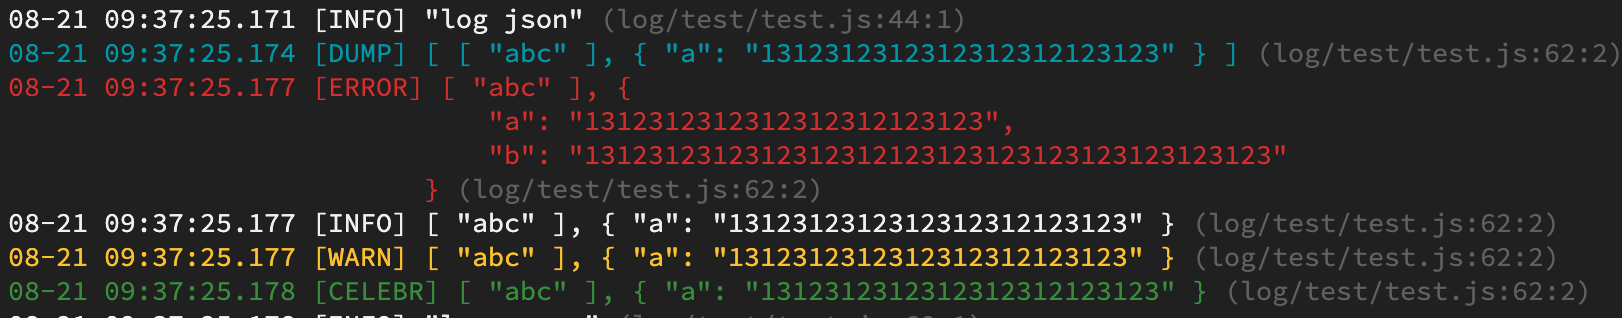 08-21 09:37:25.171 [INFO] "log json" (log/test/test.js:44:1)
08-21 09:37:25.174 [DUMP] [ [ "abc" ], { "a": "1312312312312312312123123" } ] (log/test/test.js:62:2)
08-21 09:37:25.177 [ERROR] [ "abc" ], {
"a": "1312312312312312312123123",
"b": "1312312312312312312123123123123123123123123"
} (log/test/test.js:62:2)
08-21 09:37:25.177 [INFO] [ "abc" ], { "a": "1312312312312312312123123" } (log/test/test.js:62:2)
08-21 09:37:25.177 [WARN] [ "abc" ], { "a": "1312312312312312312123123" } (log/test/test.js:62:2)
08-21 09:37:25.178 [CELEBR] [ "abc" ], { "a": "1312312312312312312123123" } (log/test/test.js:62:2)